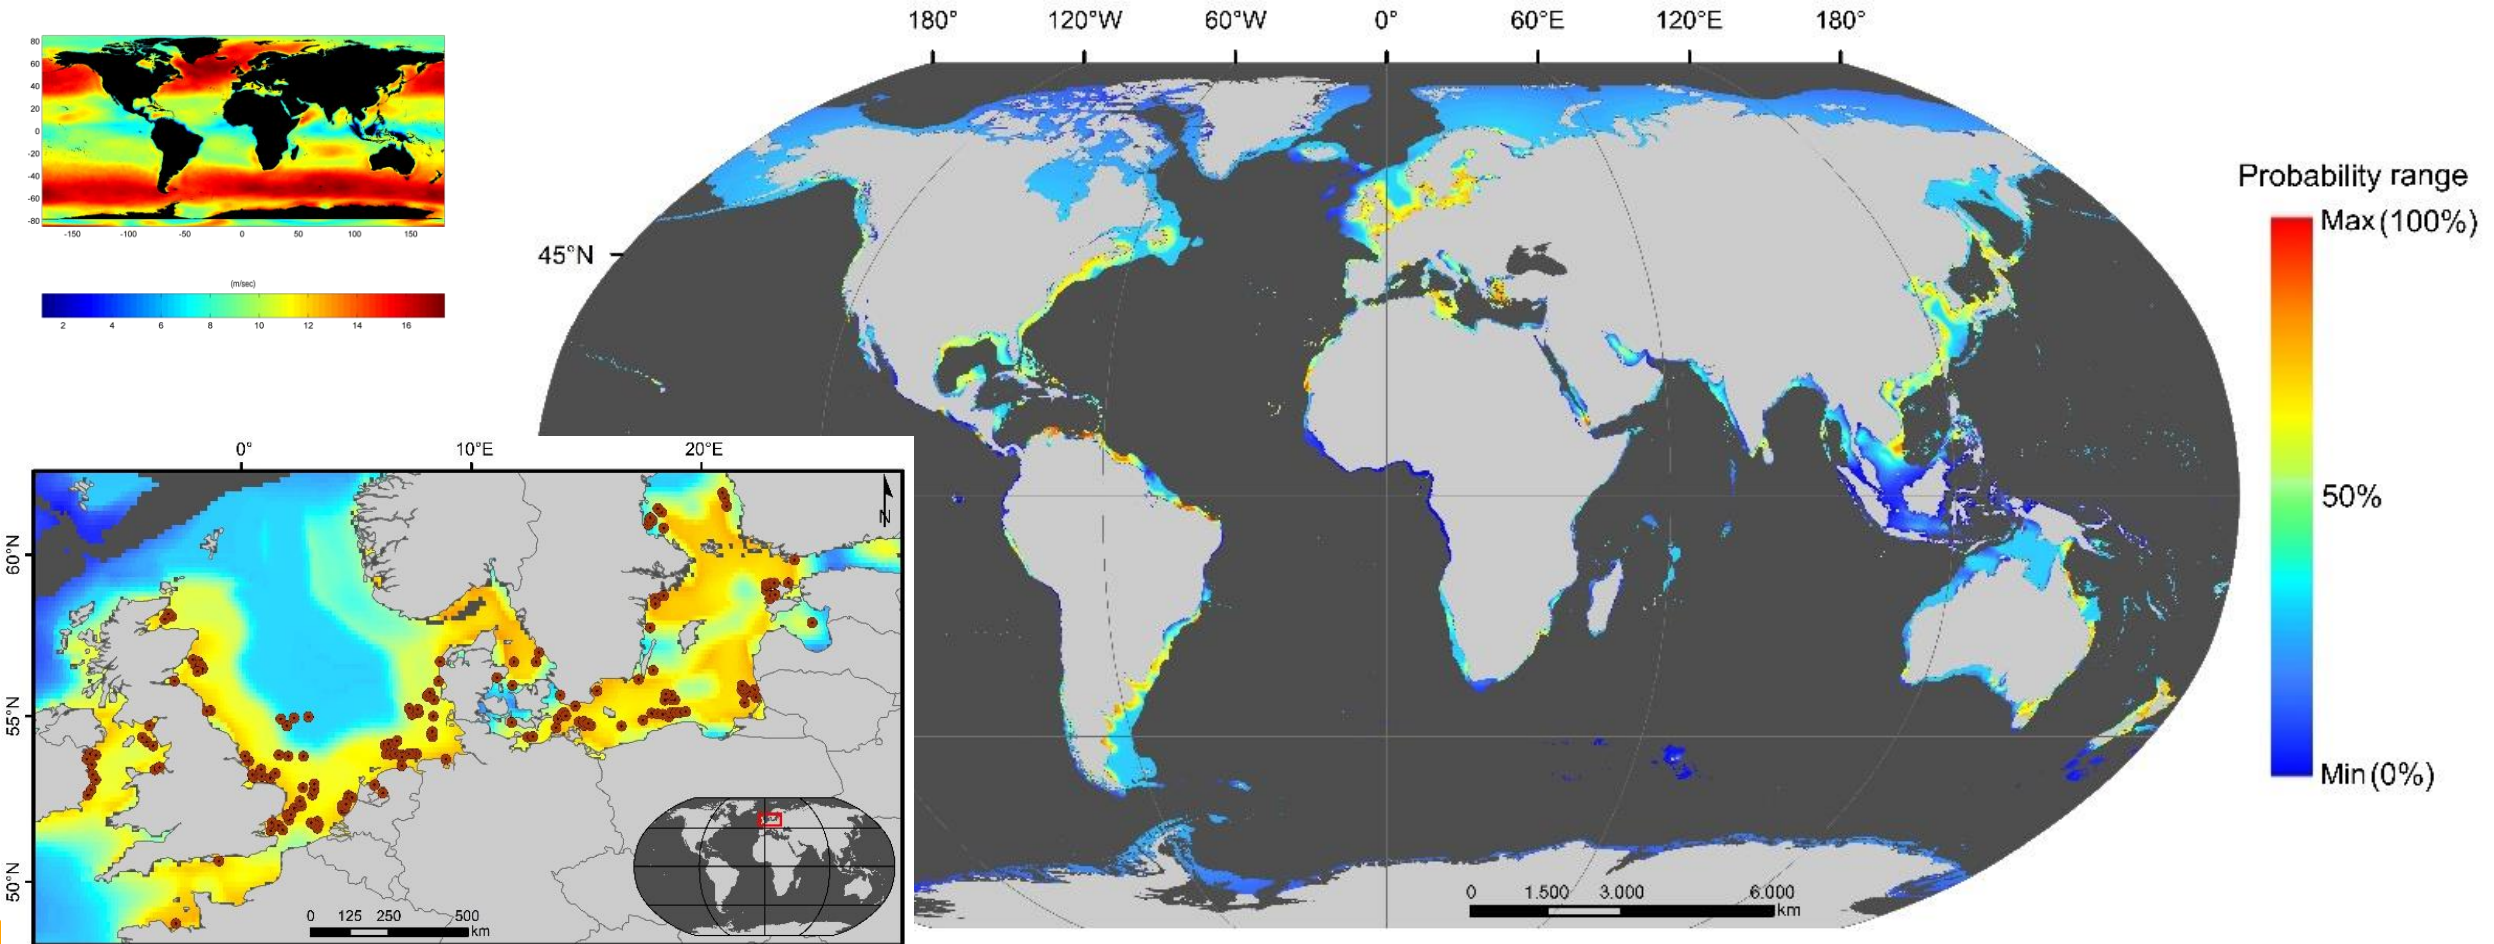 180° 120°W 60°W 0° 60°E 120°E 180°
80
60
40
20
0
-20
-40
-60
-80
-150 -100 -50 0 50 100 150
(m/sec)
2 4 6 8 10 12 14 16
45°N
Probability range
Max (100%)
50%
Min (0%)
0 1.500 3.000 6.000
km
0° 10°E 20°E
N
60°N
55°N
50°N
0 125 250 500
km